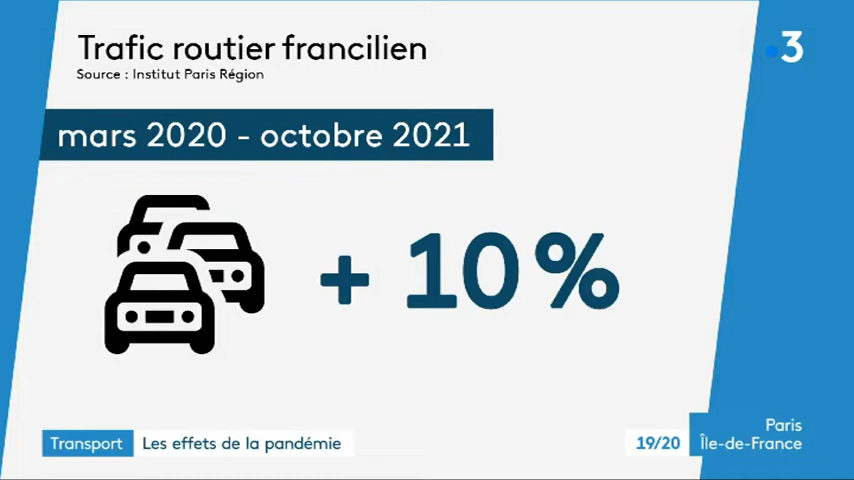 Trafic routier francilien
Source : Institut Paris Région
3
mars 2020 - octobre 2021
+ 10 %
Transport
Les effets de la pandémie
19/20
Paris
Île-de-France